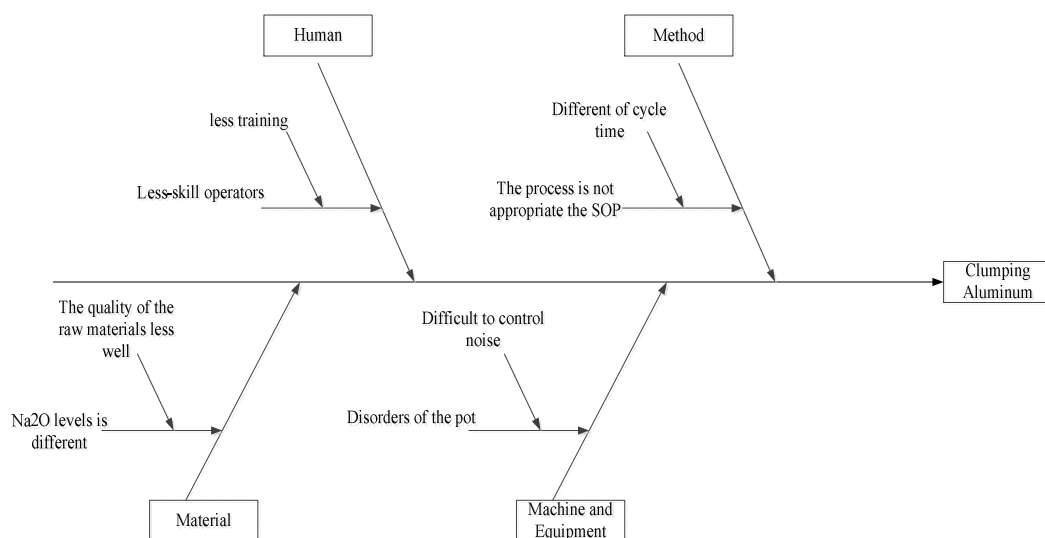 Human
Method
less training
Different of cycle
time
Less-skill operators
The process is not
appropriate the SOP
Clumping
Aluminum
The quality of the
raw materials less
well
Difficult to control
noise
Na2O levels is
different
Disorders of the pot
Material
Machine and
Equipment